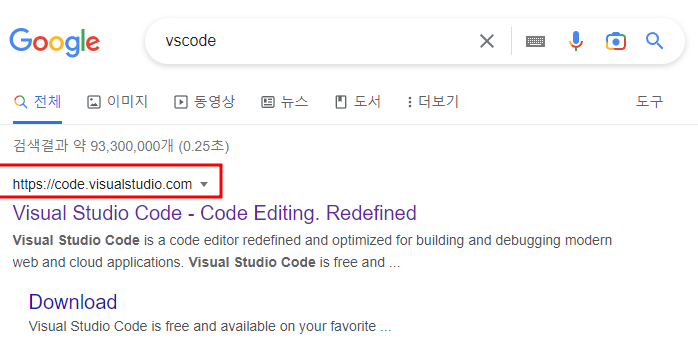 Google
vscode
전체 이미지 동영상 뉴스 도서 더보기 도구
검색결과 약 93,300,000개 (0.25초)
https://code.visualstudio.com
Visual Studio Code - Code Editing. Redefined
Visual Studio Code is a code editor redefined and optimized for building and debugging modern
web and cloud applications. Visual Studio Code is free and ...
Download
Visual Studio Code is free and available on your favorite ...